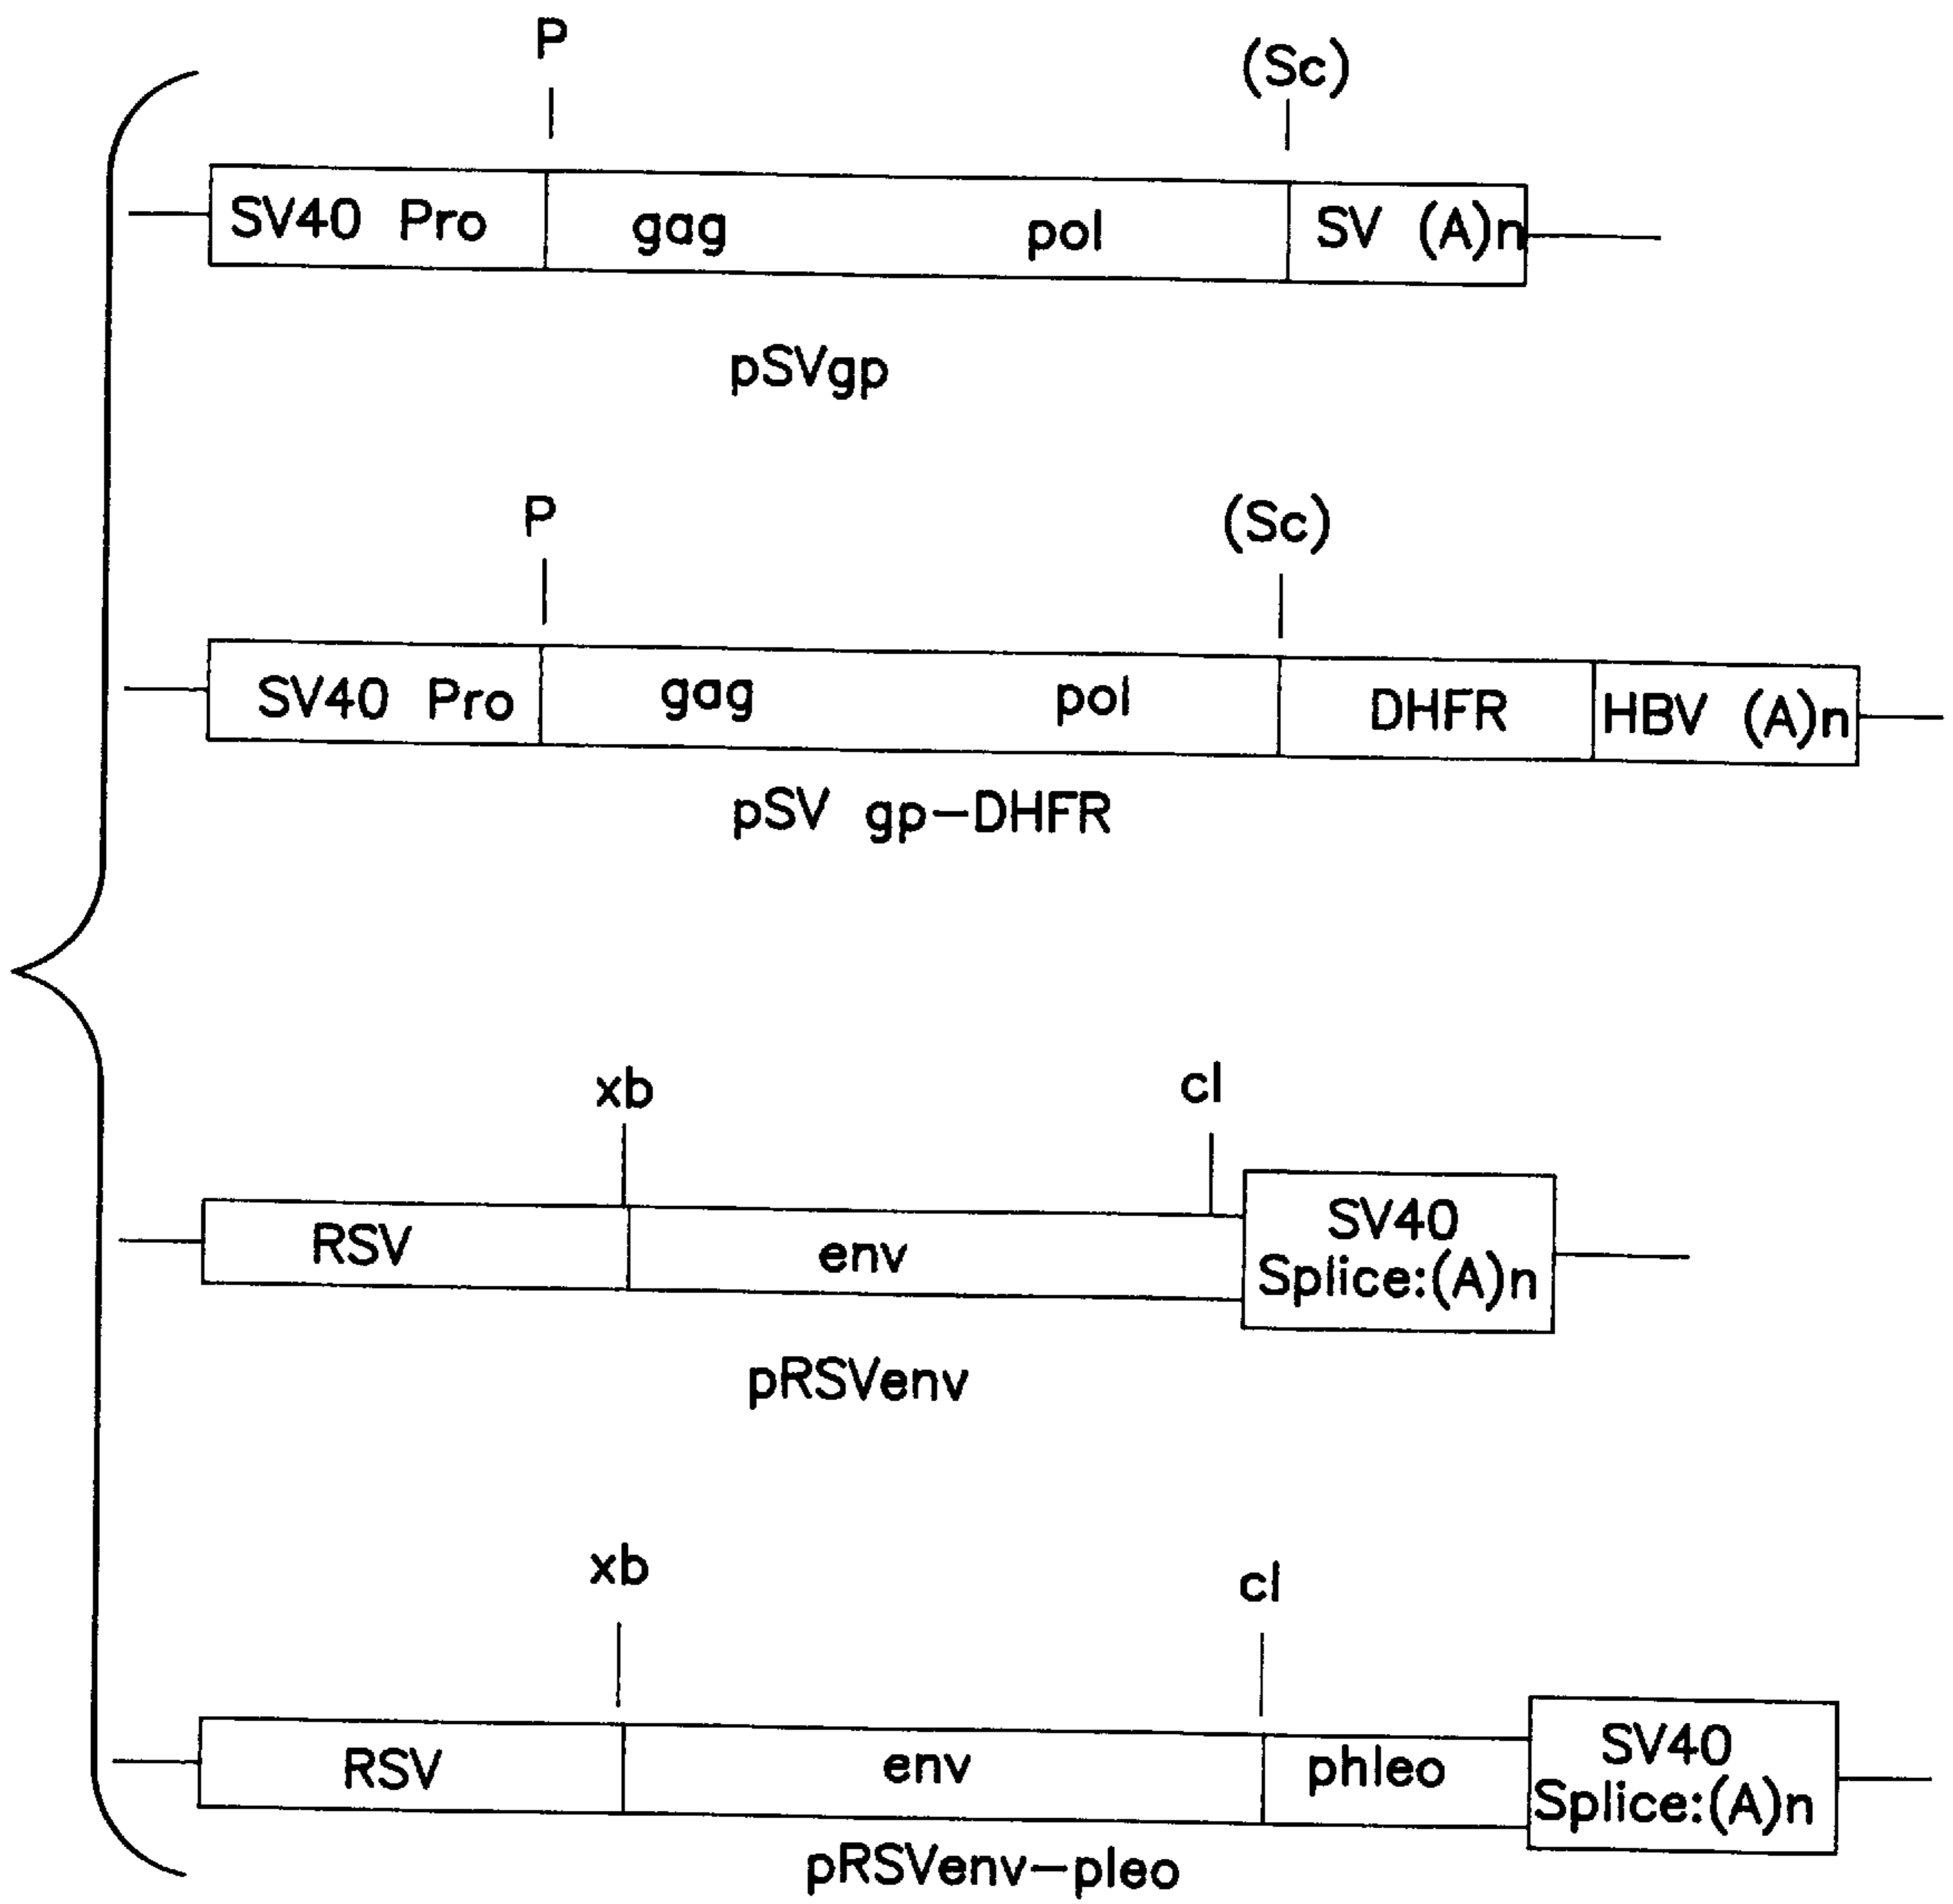 P (Sc)
SV40 Pro gag pol SV (A)n
pSVgp
P (Sc)
SV40 Pro gag pol DHFR HBV (A)n
pSV gp-DHFR
xb cl
RSV env SV40
Splice:(A)n
pRSVenv
xb cl
RSV env phleo SV40
Splice:(A)n
pRSVenv-pleo